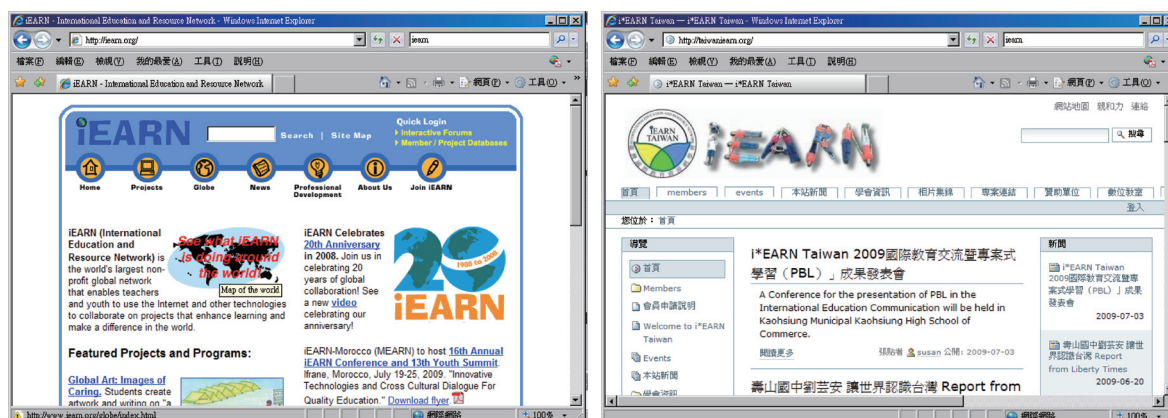 iEARN - International Education and Resource Network - Windows Internet Explorer
http://iearn.org/
iearn
檔案(F) 編輯(E) 檢視(V) 我的最愛(A) 工具(T) 說明(H)
iEARN - International Education and Resource Network
網頁(P) 工具(O)
iEARN
Search | Site Map
Quick Login
Interactive Forums
Member / Project Databases
Home Projects Globe News Professional Development About Us Join iEARN
iEARN (International
Education and
Resource Network) is
the world's largest non-
profit global network
that enables teachers
and youth to use the Internet and other technologies
to collaborate on projects that enhance learning and
make a difference in the world.
See what iEARN
is doing around
the world!
Map of the world
iEARN Celebrates
20th Anniversary
in 2008. Join us in
celebrating 20
years of global
collaboration! See
a new video
celebrating our
anniversary!
20
1988 to 2008
iEARN
Featured Projects and Programs:
Global Art: Images of
Caring. Students create
artwork and writing on "a
iEARN-Morocco (MEARN) to host 16th Annual
iEARN Conference and 13th Youth Summit.
Ifrane, Morocco, July 19-25, 2009. "Innovative
Technologies and Cross Cultural Dialogue For
Quality Education." Download flyer.
http://www.iearn.org/globe/index.html
網際網路
100%
i*EARN Taiwan — i*EARN Taiwan - Windows Internet Explorer
http://taiwaniearn.org/
iearn
檔案(F) 編輯(E) 檢視(V) 我的最愛(A) 工具(T) 說明(H)
i*EARN Taiwan — i*EARN Taiwan
網頁(P) 工具(O)
網站地圖 親和力 連絡
搜尋
iEARN
TAIWAN
iEARN
首頁 members events 本站新聞 學會資訊 相片集錦 專案連結 贊助單位 數位教室
登入
您位於： 首頁
導覽
首頁
Members
會員申請說明
Welcome to i*EARN
Taiwan
Events
本站新聞
學會資訊
i*EARN Taiwan 2009國際教育交流暨專案式
學習（PBL）」成果發表會
A Conference for the presentation of PBL in the
International Education Communication will be held in
Kaohsiung Municipal Kaohsiung High School of
Commerce.
閱讀更多
張貼者 susan 公開: 2009-07-03
壽山國中劉芸安 讓世界認識台灣 Report from
新聞
i*EARN Taiwan
2009國際教育交流暨專
案式學習（PBL）」成果
發表會
2009-07-03
壽山國中劉芸安 讓世
界認識台灣 Report
from Liberty Times
2009-06-20
網際網路
100%